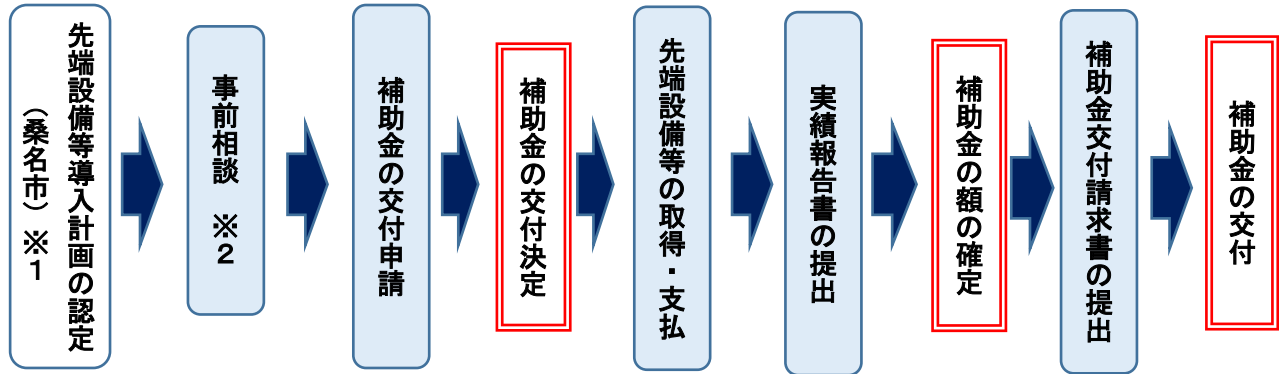 先端設備等導入計画の認定
（桑名市）※1
事前相談　※2
補助金の交付申請
補助金の交付決定
先端設備等の取得・支払
実績報告書の提出
補助金の額の確定
補助金交付請求書の提出
補助金の交付